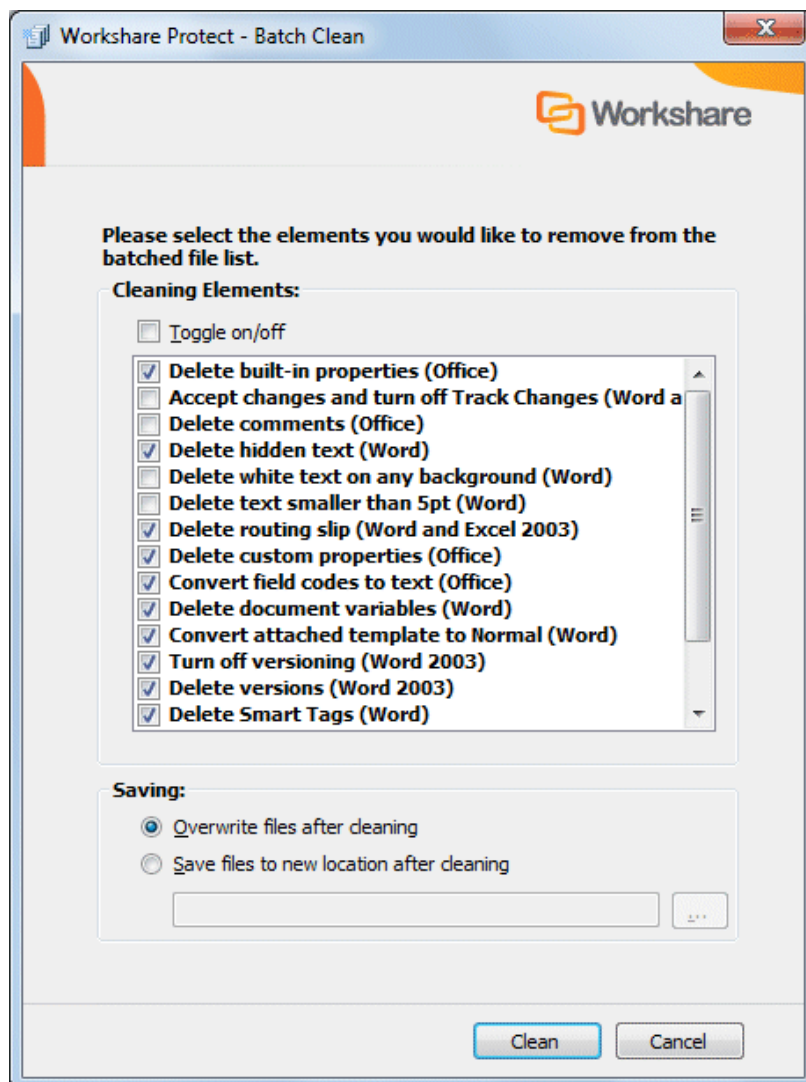 Workshare Protect - Batch Clean
Workshare
Please select the elements you would like to remove from the
batched file list.
Cleaning Elements:
Toggle on/off
Delete built-in properties (Office)
Accept changes and turn off Track Changes (Word a
Delete comments (Office)
Delete hidden text (Word)
Delete white text on any background (Word)
Delete text smaller than 5pt (Word)
Delete routing slip (Word and Excel 2003)
Delete custom properties (Office)
Convert field codes to text (Office)
Delete document variables (Word)
Convert attached template to Normal (Word)
Turn off versioning (Word 2003)
Delete versions (Word 2003)
Delete Smart Tags (Word)
Saving:
Overwrite files after cleaning
Save files to new location after cleaning
...
Clean Cancel